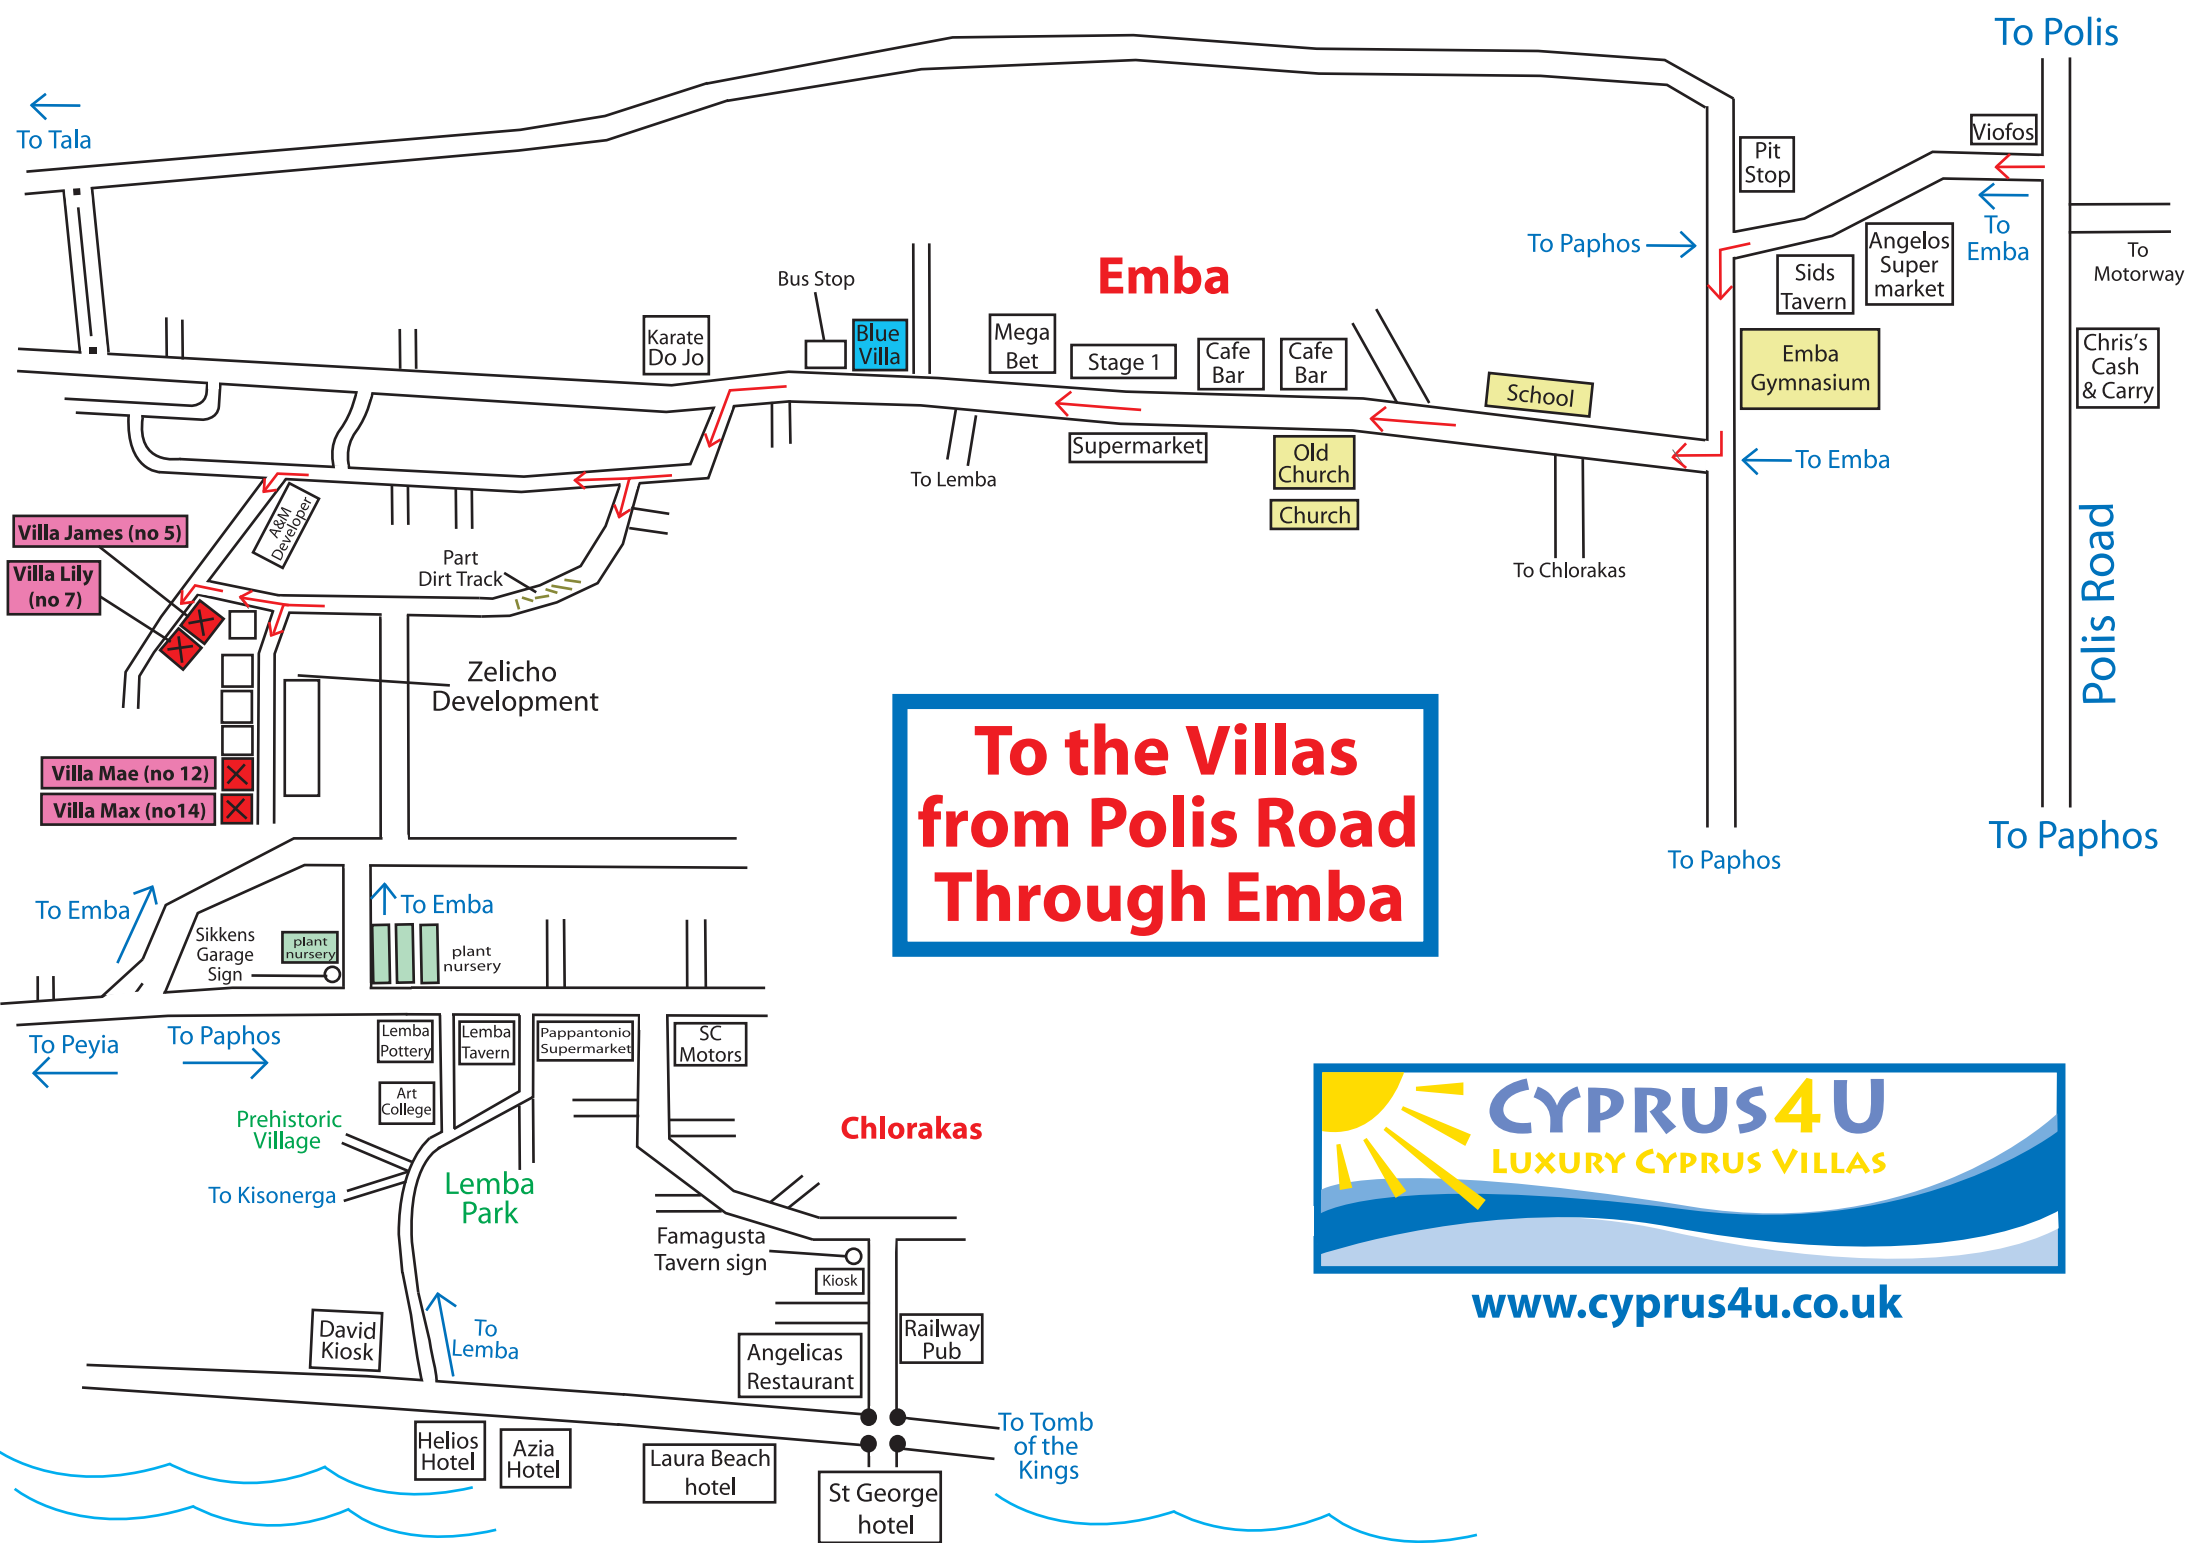 To Polis
To Tala
Viofos
Pit
Stop
To Paphos
To
Emba
Angelos
Super
market
Sids
Tavern
To
Motorway
Emba
Bus Stop
Blue
Villa
Karate
Do Jo
Mega
Bet
Stage 1
Cafe
Bar
Cafe
Bar
School
Emba
Gymnasium
Chris's
Cash
& Carry
Supermarket
Old
Church
Church
To Lemba
To Emba
To Chlorakas
Polis Road
A&M
Developer
Villa James (no 5)
Villa Lily
(no 7)
Part
Dirt Track
Zelicho
Development
Villa Mae (no 12)
Villa Max (no14)
To the Villas
from Polis Road
Through Emba
To Paphos
To Paphos
To Emba
To Emba
Sikkens
Garage
Sign
plant
nursery
plant
nursery
To Peyia
To Paphos
Lemba
Pottery
Lemba
Tavern
Pappantonio
Supermarket
SC
Motors
Art
College
Prehistoric
Village
To Kisonerga
Lemba
Park
Chlorakas
Famagusta
Tavern sign
Kiosk
David
Kiosk
To
Lemba
Angelicas
Restaurant
Railway
Pub
Helios
Hotel
Azia
Hotel
Laura Beach
hotel
St George
hotel
To Tomb
of the
Kings
CYPRUS4U
LUXURY CYPRUS VILLAS
www.cyprus4u.co.uk